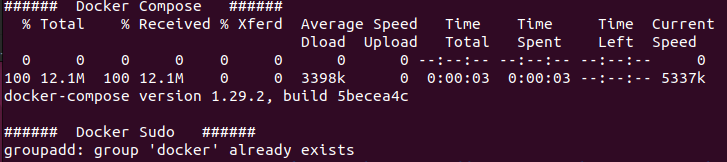 ######  Docker Compose   ######
  % Total    % Received % Xferd  Average Speed   Time    Time     Time  Current
                                 Dload  Upload   Total   Spent    Left  Speed
  0     0    0     0    0     0      0      0 --:--:-- --:--:-- --:--:--     0
100 12.1M  100 12.1M    0     0  3398k      0  0:00:03  0:00:03 --:--:-- 5337k
docker-compose version 1.29.2, build 5becea4c

######  Docker Sudo   ######
groupadd: group 'docker' already exists